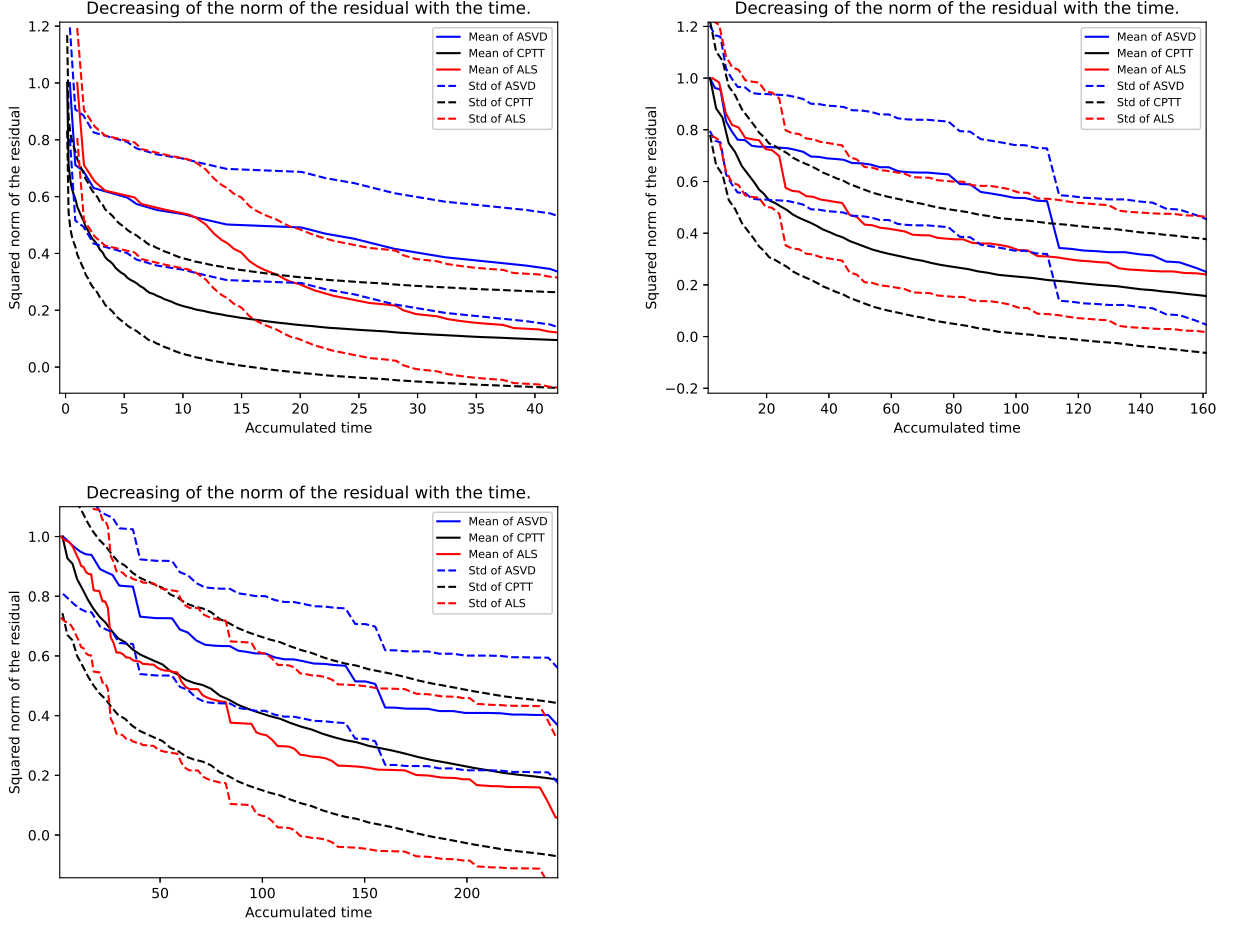 Decreasing of the norm of the residual with the time.
Squared norm of the residual
1.2
1.0
0.8
0.6
0.4
0.2
0.0
Mean of ASVD
Mean of CPTT
Mean of ALS
Std of ASVD
Std of CPTT
Std of ALS
0 5 10 15 20 25 30 35 40
Accumulated time
Decreasing of the norm of the residual with the time.
Squared norm of the residual
1.2
1.0
0.8
0.6
0.4
0.2
0.0
−0.2
Mean of ASVD
Mean of CPTT
Mean of ALS
Std of ASVD
Std of CPTT
Std of ALS
20 40 60 80 100 120 140 160
Accumulated time
Decreasing of the norm of the residual with the time.
Squared norm of the residual
1.0
0.8
0.6
0.4
0.2
0.0
Mean of ASVD
Mean of CPTT
Mean of ALS
Std of ASVD
Std of CPTT
Std of ALS
50 100 150 200
Accumulated time